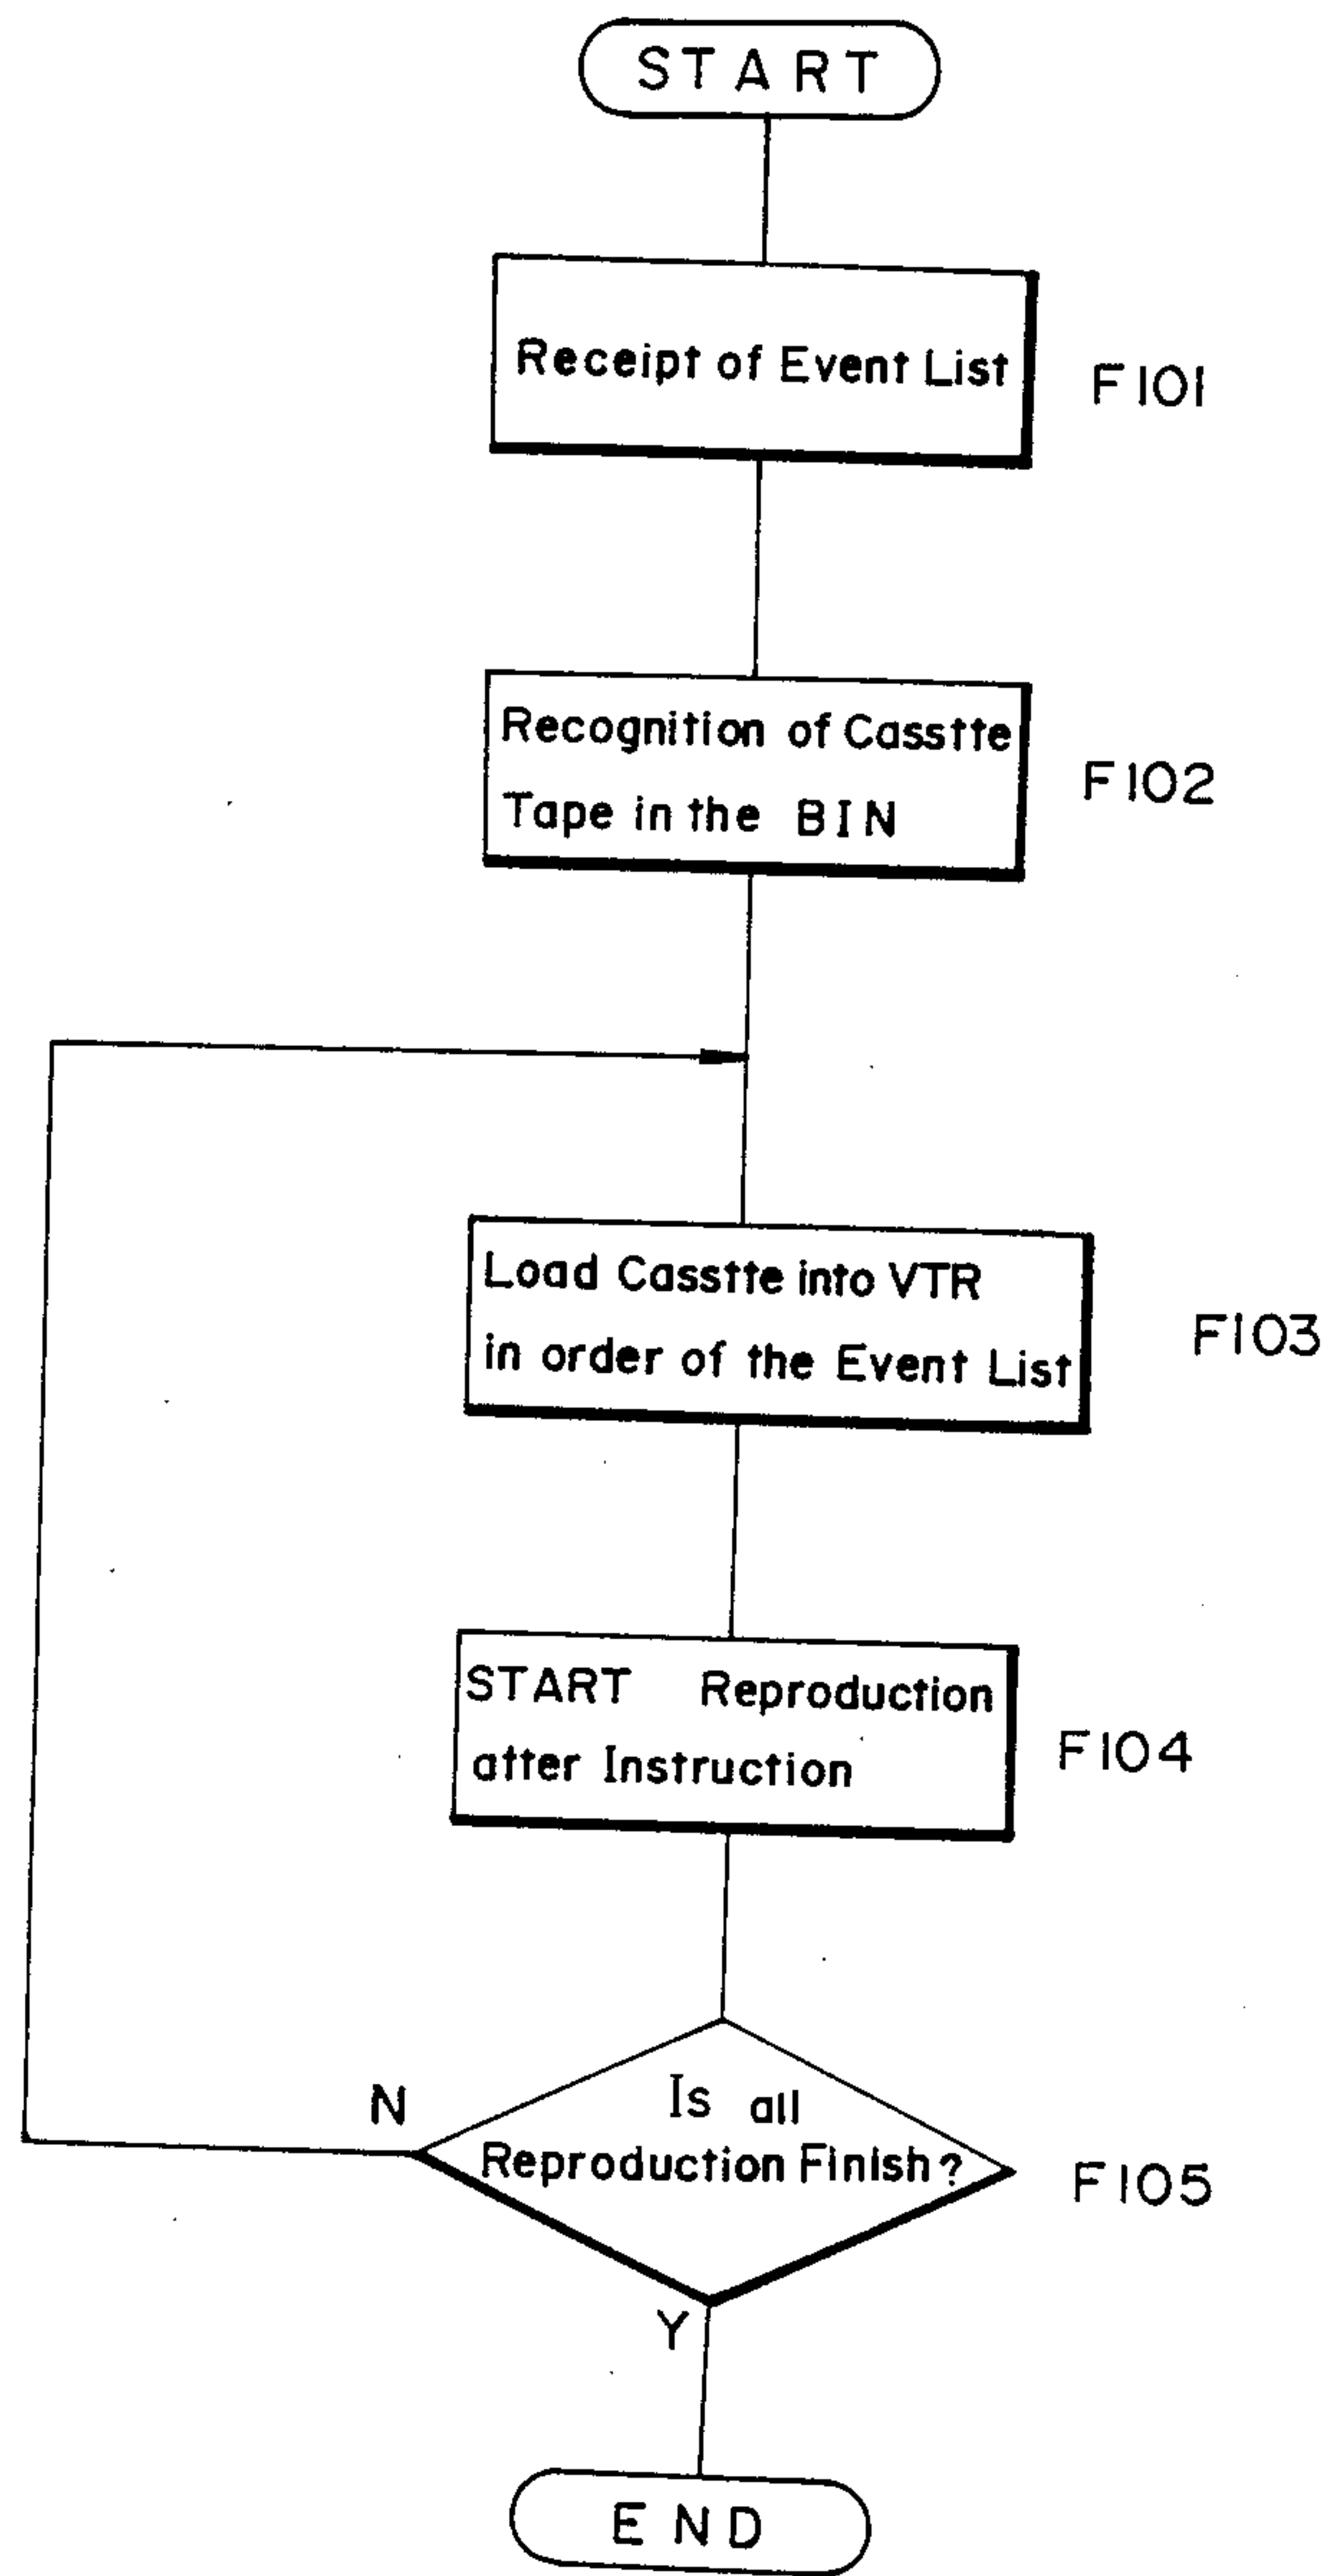 START
Receipt of Event List
F101
Recognition of Casstte
Tape in the BIN
F102
Load Casstte into VTR
in order of the Event List
F103
START Reproduction
after Instruction
F104
Is all
Reproduction Finish?
F105
N
Y
END